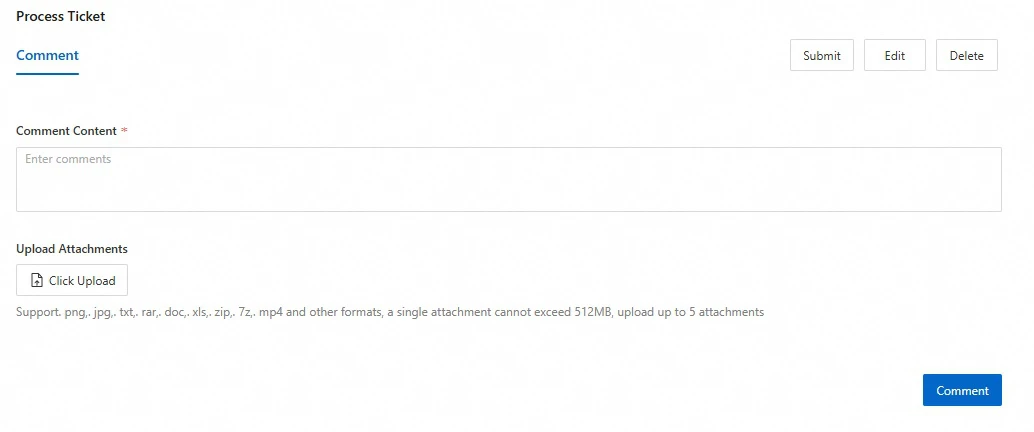 Process Ticket
Comment
Submit
Edit
Delete
Comment Content *
Enter comments
Upload Attachments
Click Upload
Support. png,. jpg,. txt,. rar,. doc,. xls,. zip,. 7z,. mp4 and other formats, a single attachment cannot exceed 512MB, upload up to 5 attachments
Comment